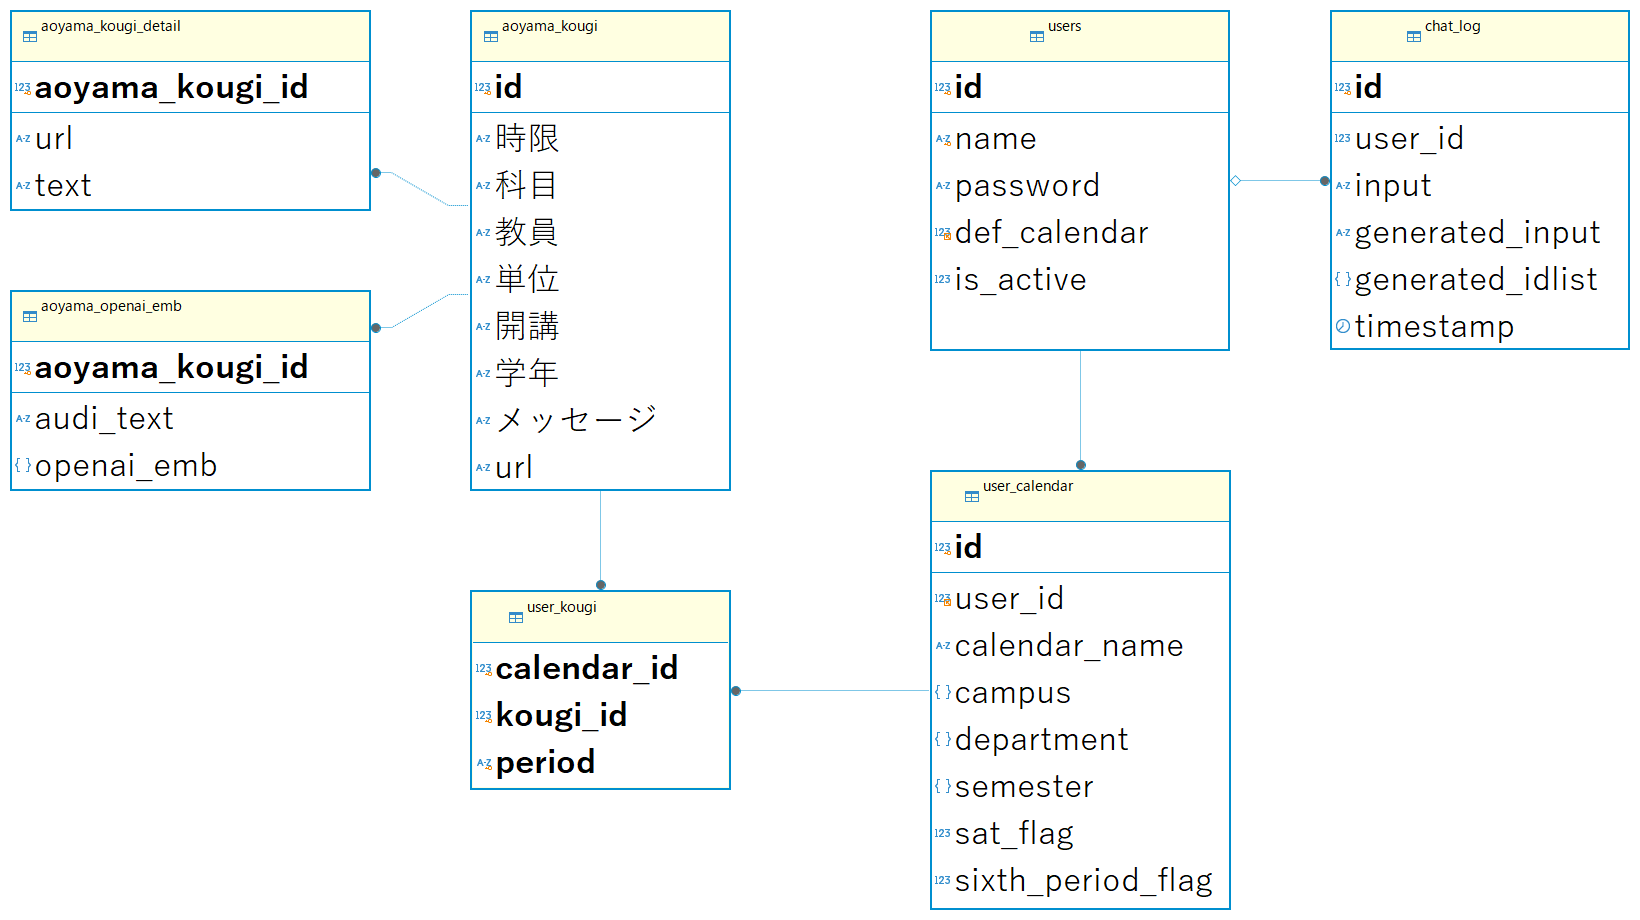 aoyama_kougi_detail
aoyama_kougi_id
url
text
aoyama_openai_emb
aoyama_kougi_id
audi_text
openai_emb
aoyama_kougi
id
時限
科目
教員
単位
開講
学年
メッセージ
url
user_kougi
calendar_id
kougi_id
period
users
id
name
password
def_calendar
is_active
user_calendar
id
user_id
calendar_name
campus
department
semester
sat_flag
sixth_period_flag
chat_log
id
user_id
input
generated_input
generated_idlist
timestamp